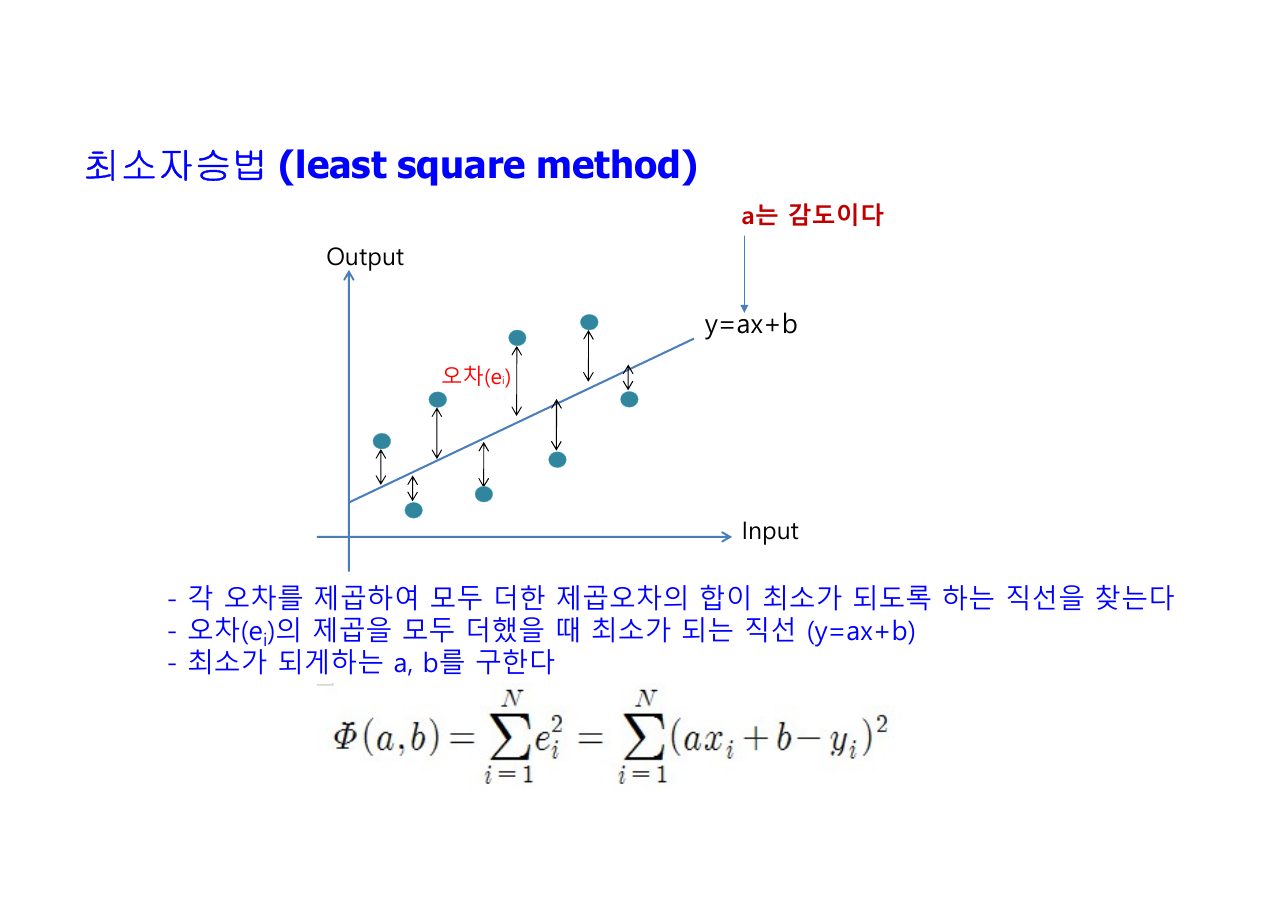 최소자승법 (least square method)
a는 감도이다
Output
y=ax+b
오차(eᵢ)
Input
- 각 오차를 제곱하여 모두 더한 제곱오차의 합이 최소가 되도록 하는 직선을 찾는다
- 오차(eᵢ)의 제곱을 모두 더했을 때 최소가 되는 직선 (y=ax+b)
- 최소가 되게하는 a, b를 구한다
Φ(a,b) = ∑_{i=1}^{N} e_i^2 = ∑_{i=1}^{N} (ax_i + b − y_i)^2